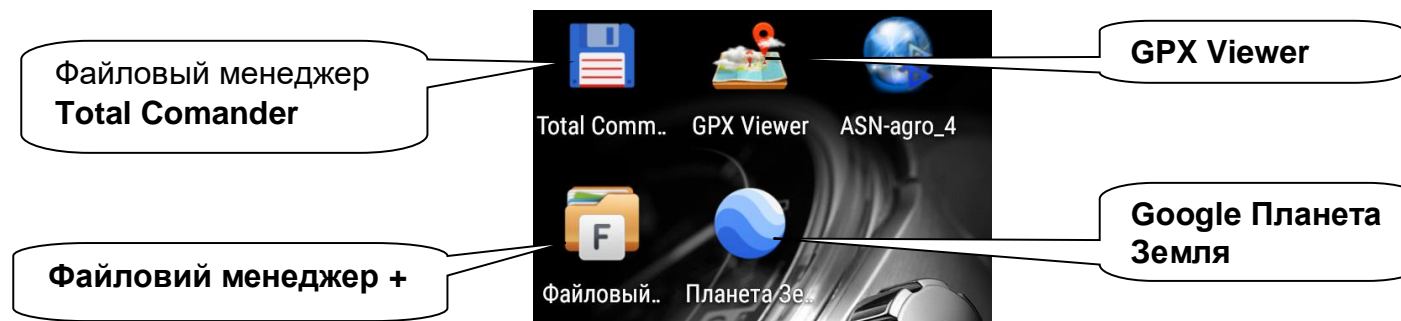 Файловый менеджер
Total Comander
GPX Viewer
Total Comm..
GPX Viewer
ASN-agro_4
F
Файловий менеджер +
Google Планета
Земля
Файловый..
Планета Зе..